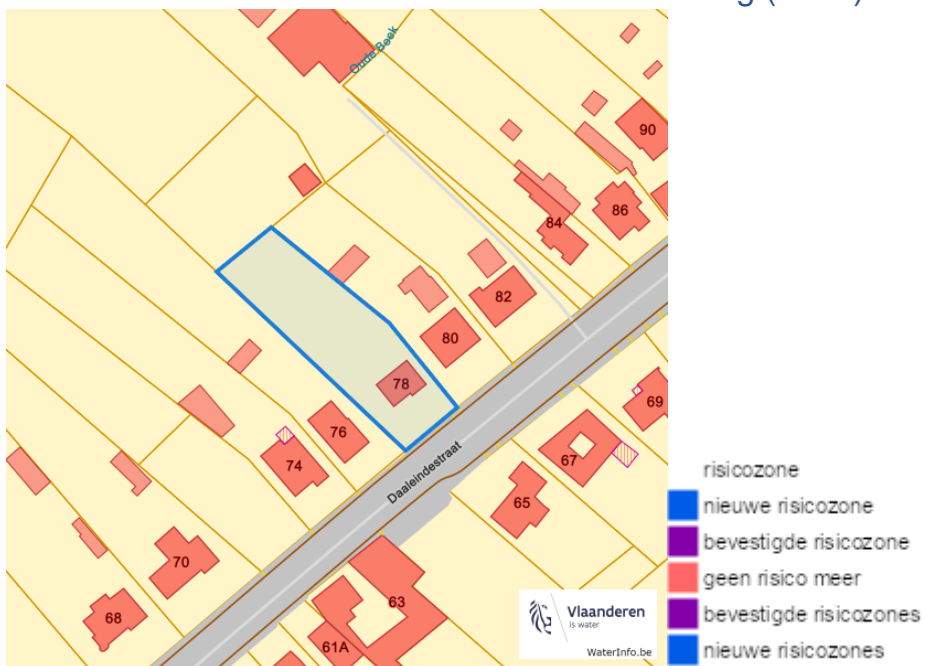 Oude Beek
90
86
84
82
80
78
76
74
70
68
69
67
65
63
61A
Daaleindestraat
Vlaanderen
is water
WaterInfo.be
risicozone
nieuwe risicozone
bevestigde risicozone
geen risico meer
bevestigde risicozones
nieuwe risicozones